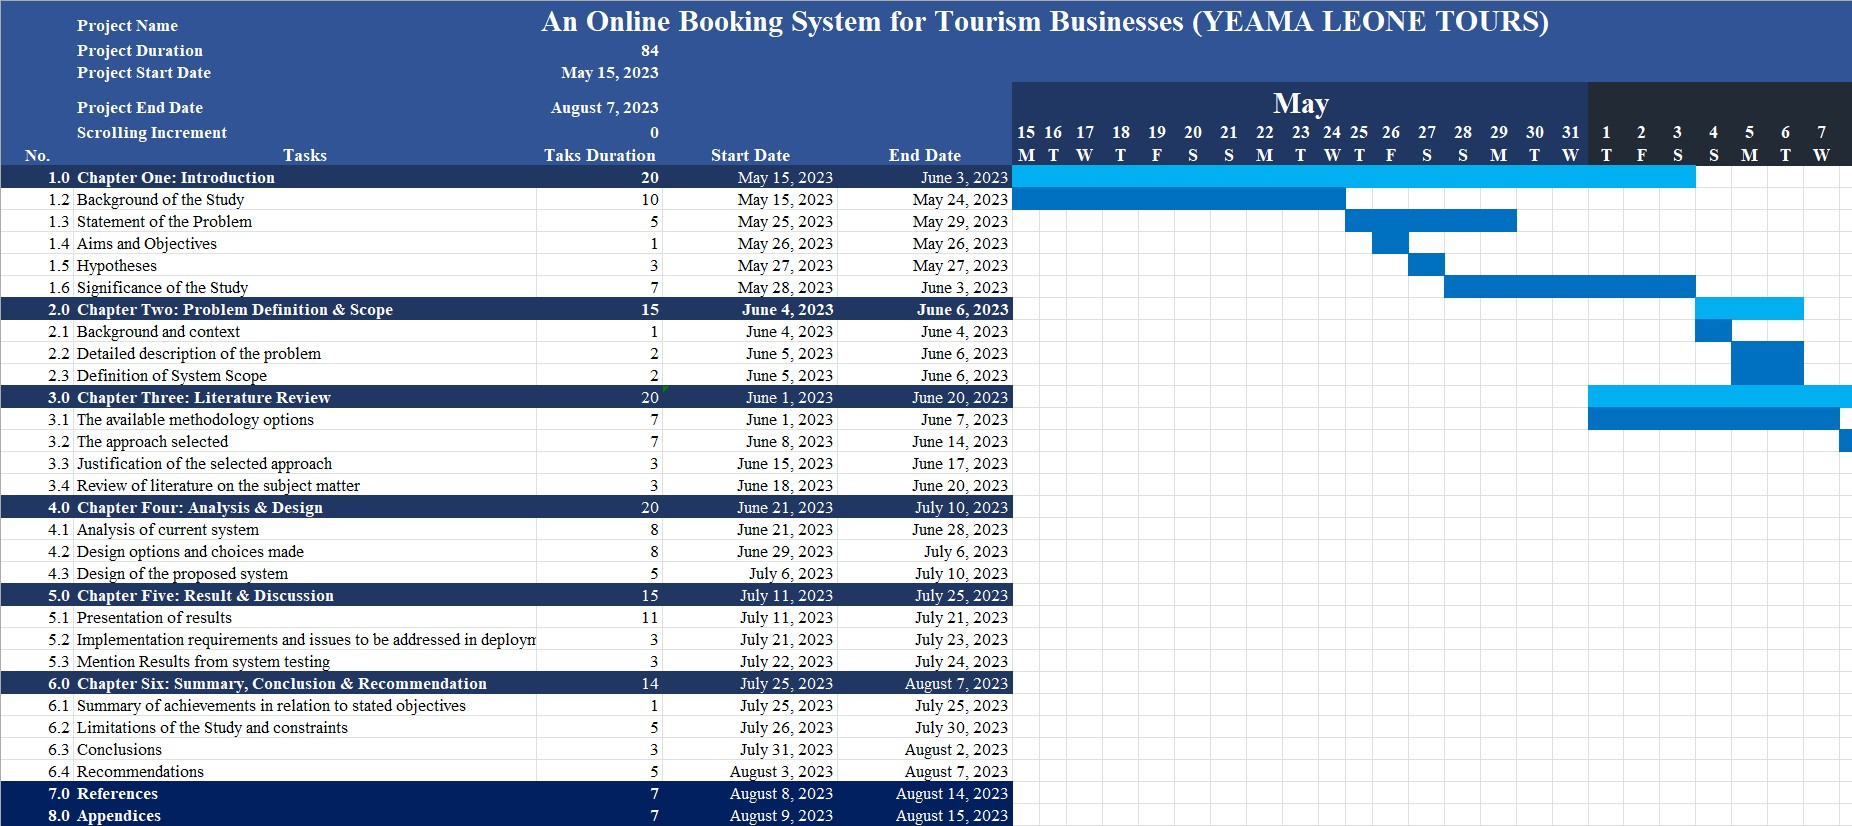 Project Name An Online Booking System for Tourism Businesses (YEAMA LEONE TOURS)
Project Duration 84
Project Start Date May 15, 2023
Project End Date August 7, 2023 May
Scrolling Increment 0 15 16 17 18 19 20 21 22 23 24 25 26 27 28 29 30 31 1 2 3 4 5 6 7
No. Tasks Taks Duration Start Date End Date M T W T F S S M T W T F S S M T W T F S S M T W
1.0 Chapter One: Introduction 20 May 15, 2023 June 3, 2023
1.2 Background of the Study 10 May 15, 2023 May 24, 2023
1.3 Statement of the Problem 5 May 25, 2023 May 29, 2023
1.4 Aims and Objectives 1 May 26, 2023 May 26, 2023
1.5 Hypotheses 3 May 27, 2023 May 27, 2023
1.6 Significance of the Study 7 May 28, 2023 June 3, 2023
2.0 Chapter Two: Problem Definition & Scope 15 June 4, 2023 June 6, 2023
2.1 Background and context 1 June 4, 2023 June 4, 2023
2.2 Detailed description of the problem 2 June 5, 2023 June 6, 2023
2.3 Definition of System Scope 2 June 5, 2023 June 6, 2023
3.0 Chapter Three: Literature Review 20 June 1, 2023 June 20, 2023
3.1 The available methodology options 7 June 1, 2023 June 7, 2023
3.2 The approach selected 7 June 8, 2023 June 14, 2023
3.3 Justification of the selected approach 3 June 15, 2023 June 17, 2023
3.4 Review of literature on the subject matter 3 June 18, 2023 June 20, 2023
4.0 Chapter Four: Analysis & Design 20 June 21, 2023 July 10, 2023
4.1 Analysis of current system 8 June 21, 2023 June 28, 2023
4.2 Design options and choices made 8 June 29, 2023 July 6, 2023
4.3 Design of the proposed system 5 July 6, 2023 July 10, 2023
5.0 Chapter Five: Result & Discussion 15 July 11, 2023 July 25, 2023
5.1 Presentation of results 11 July 11, 2023 July 21, 2023
5.2 Implementation requirements and issues to be addressed in deploym 3 July 21, 2023 July 23, 2023
5.3 Mention Results from system testing 3 July 22, 2023 July 24, 2023
6.0 Chapter Six: Summary, Conclusion & Recommendation 14 July 25, 2023 August 7, 2023
6.1 Summary of achievements in relation to stated objectives 1 July 25, 2023 July 25, 2023
6.2 Limitations of the Study and constraints 5 July 26, 2023 July 30, 2023
6.3 Conclusions 3 July 31, 2023 August 2, 2023
6.4 Recommendations 5 August 3, 2023 August 7, 2023
7.0 References 7 August 8, 2023 August 14, 2023
8.0 Appendices 7 August 9, 2023 August 15, 2023